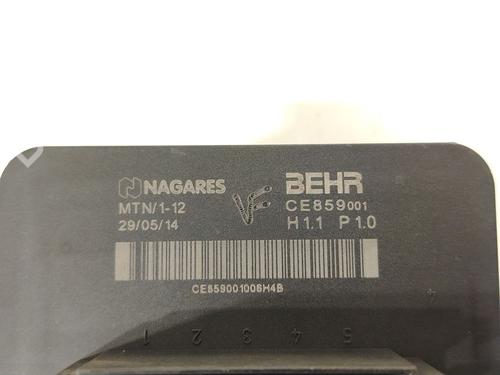 NAGARES BEHR
MTN/1-12 VF CE859001
29/05/14 H1.1 P1.0
CE859001006H4B
1 2 3 4 5